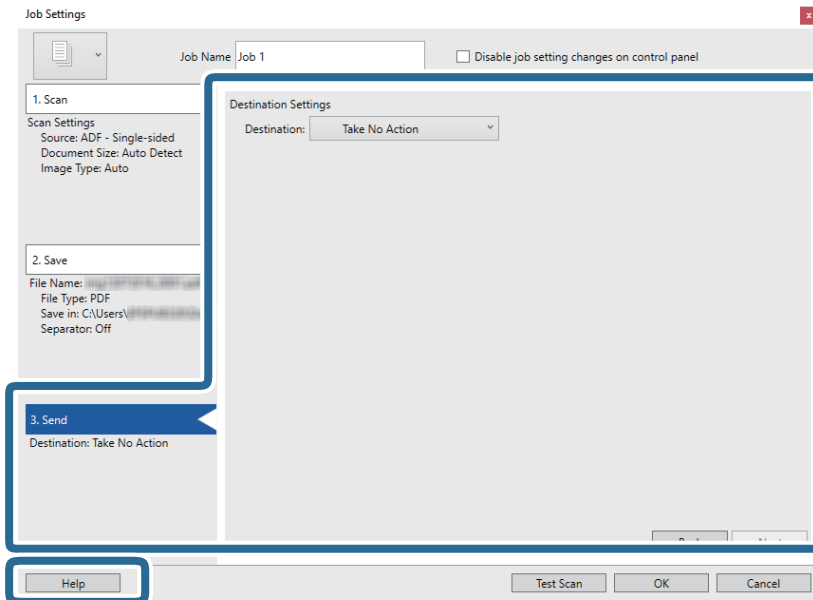 Job Settings
Job Name Job 1
Disable job setting changes on control panel
1. Scan
Scan Settings
Source: ADF - Single-sided
Document Size: Auto Detect
Image Type: Auto
2. Save
File Name:
File Type: PDF
Save in: C:\Users\
Separator: Off
3. Send
Destination: Take No Action
Destination Settings
Destination: Take No Action
Help
Test Scan
OK
Cancel